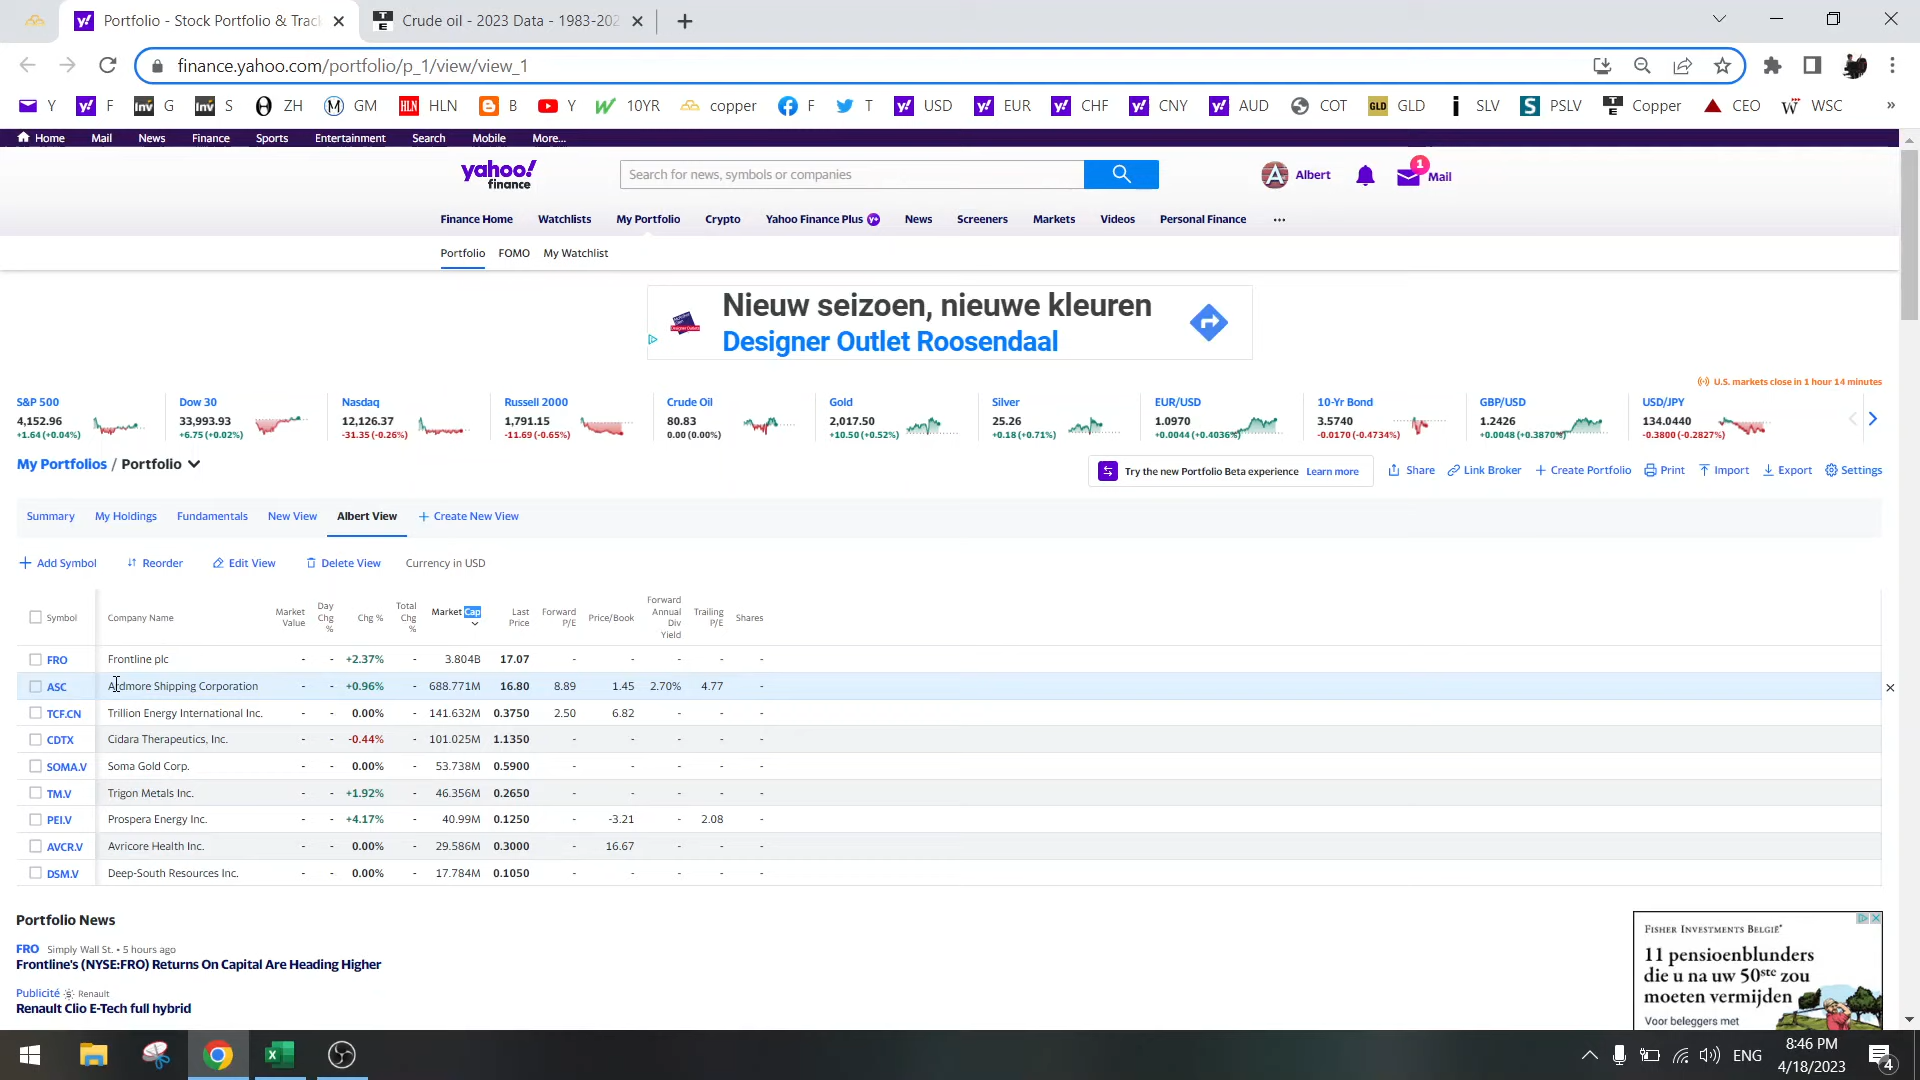 Portfolio - Stock Portfolio & Track
Crude oil - 2023 Data - 1983-202
finance.yahoo.com/portfolio/p_1/view/view_1
Y F G S ZH GM HLN B Y 10YR copper F T USD EUR CHF CNY AUD COT GLD SLV PSLV Copper CEO WSC »
Home Mail News Finance Sports Entertainment Search Mobile More...
yahoo! finance
Search for news, symbols or companies
Albert
1
Mail
Finance Home Watchlists My Portfolio Crypto Yahoo Finance Plus News Screeners Markets Videos Personal Finance ...
Portfolio FOMO My Watchlist
Nieuw seizoen, nieuwe kleuren
Designer Outlet Roosendaal
U.S. markets close in 1 hour 14 minutes
S&P 500 Dow 30 Nasdaq Russell 2000 Crude Oil Gold Silver EUR/USD 10-Yr Bond GBP/USD USD/JPY
4,152.96 33,993.93 12,126.37 1,791.15 80.83 2,017.50 25.26 1.0970 3.5740 1.2426 134.0440
+1.64 (+0.04%) +6.75 (+0.02%) -31.35 (-0.26%) -11.69 (-0.65%) 0.00 (0.00%) +10.50 (+0.52%) +0.18 (+0.71%) +0.0044 (+0.4036%) -0.0170 (-0.4734%) +0.0048 (+0.3870%) -0.3800 (-0.2827%)
My Portfolios / Portfolio
Try the new Portfolio Beta experience Learn more
Share Link Broker Create Portfolio Print Import Export Settings
Summary My Holdings Fundamentals New View Albert View Create New View
Add Symbol Reorder Edit View Delete View Currency in USD
Symbol Company Name Market Value Day Chg % Chg % Total Chg % Market Cap Last Price Forward P/E Price/Book Forward Annual Div Yield Trailing P/E Shares
FRO Frontline plc - - +2.37% - 3.804B 17.07 - - - - -
ASC Ardmore Shipping Corporation - - +0.96% - 688.771M 16.80 8.89 1.45 2.70% 4.77 -
TCF.CN Trillion Energy International Inc. - - 0.00% - 141.632M 0.3750 2.50 6.82 - - -
CDTX Cidara Therapeutics, Inc. - - -0.44% - 101.025M 1.1350 - - - - -
SOMA.V Soma Gold Corp. - - 0.00% - 53.738M 0.5900 - - - - -
TM.V Trigon Metals Inc. - - +1.92% - 46.356M 0.2650 - - - - -
PEI.V Prospera Energy Inc. - - +4.17% - 40.99M 0.1250 - -3.21 - 2.08 -
AVCR.V Avricore Health Inc. - - 0.00% - 29.586M 0.3000 - 16.67 - - -
DSM.V Deep-South Resources Inc. - - 0.00% - 17.784M 0.1050 - - - - -
Portfolio News
FRO Simply Wall St. • 5 hours ago
Frontline's (NYSE:FRO) Returns On Capital Are Heading Higher
Publicité Renault
Renault Clio E-Tech full hybrid
FISHER INVESTMENTS BELGIË
11 pensioenblunders
die u na uw 50ste zou
moeten vermijden
Voor beleggers met
ENG
8:46 PM
4/18/2023
4